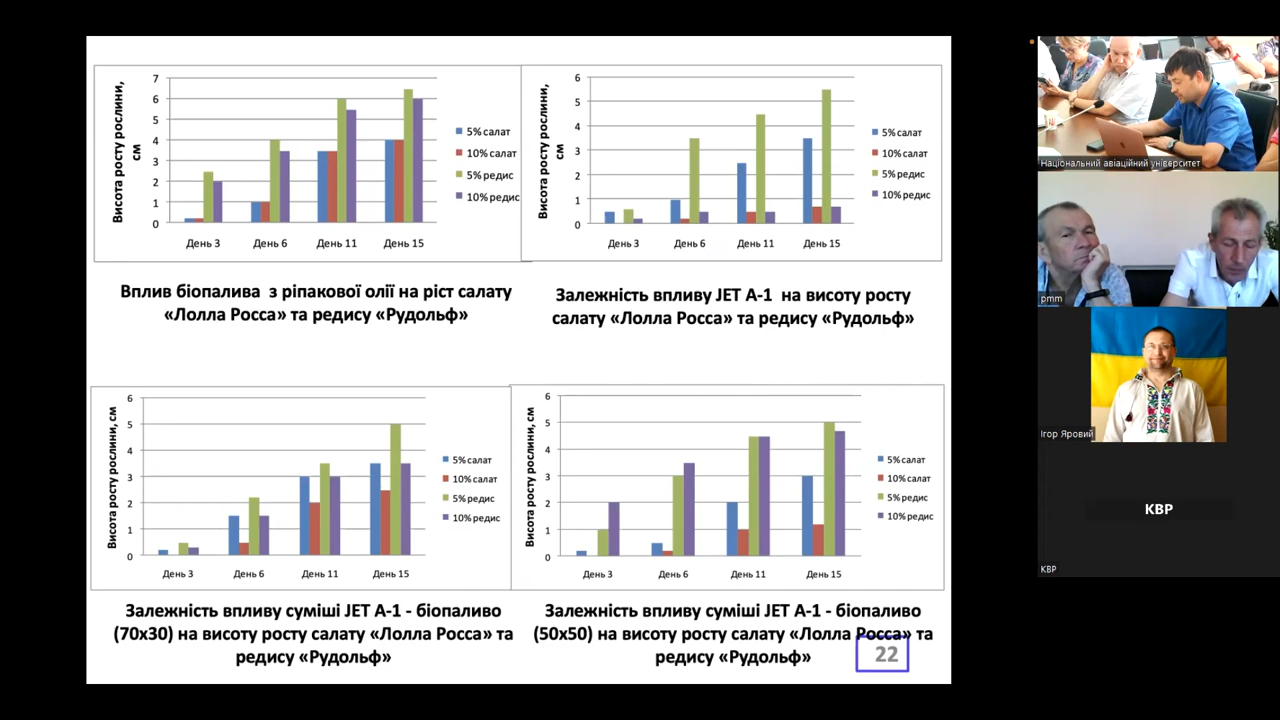 Висота росту рослини,
см
7
6
5
4
3
2
1
0
День 3
День 6
День 11
День 15
5% салат
10% салат
5% редис
10% редис
Вплив біопалива з ріпакової олії на ріст салату
«Лолла Росса» та редису «Рудольф»
Висота росту рослини,
см
6
5
4
3
2
1
0
День 3
День 6
День 11
День 15
5% салат
10% салат
5% редис
10% редис
Залежність впливу JET A-1 на висоту росту
салату «Лолла Росса» та редису «Рудольф»
Висота росту рослини, см
6
5
4
3
2
1
0
День 3
День 6
День 11
День 15
5% салат
10% салат
5% редис
10% редис
Залежність впливу суміші JET A-1 - біопаливо
(70х30) на висоту росту салату «Лолла Росса» та
редису «Рудольф»
Висота росту рослини, см
6
5
4
3
2
1
0
День 3
День 6
День 11
День 15
5% салат
10% салат
5% редис
10% редис
Залежність впливу суміші JET A-1 - біопаливо
(50х50) на висоту росту салату «Лолла Росса» та
редису «Рудольф»
22
Національний авіаційний університет
pmm
Ігор Яровий
КВР
КВР